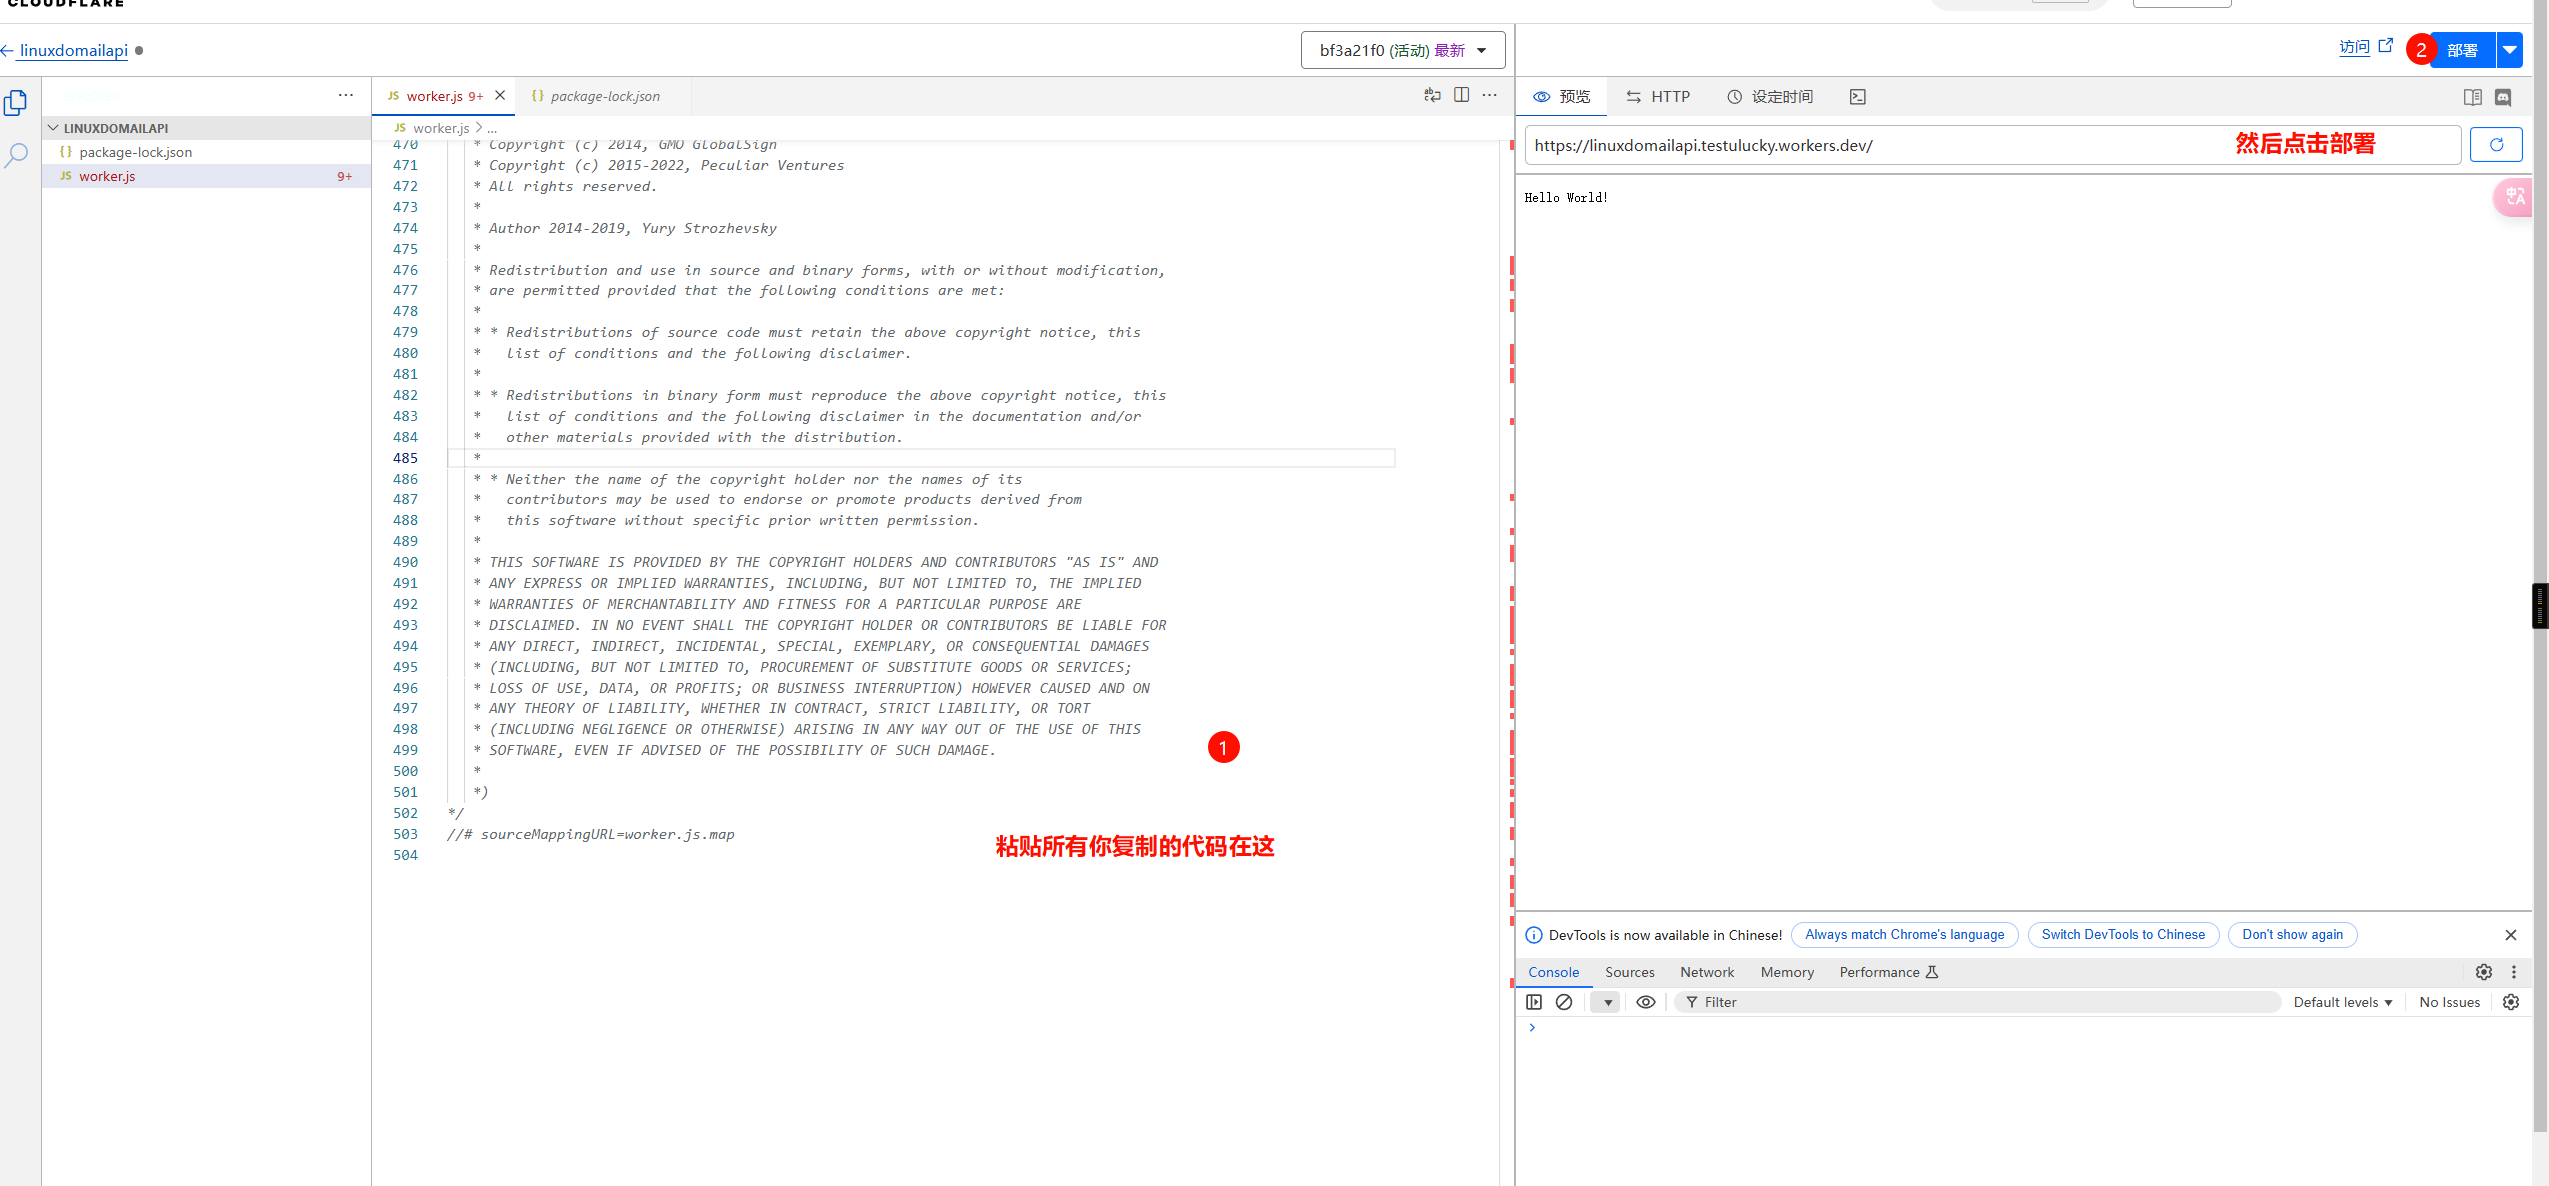 CLOUDFLARE
linuxdomailapi
bf3a21f0 (活动) 最新
访问
2
部署
LINUXDOMAILAPI
package-lock.json
worker.js 9+
worker.js 9+
package-lock.json
worker.js > ...
470 * Copyright (c) 2014, GMO GlobalSign
471 * Copyright (c) 2015-2022, Peculiar Ventures
472 * All rights reserved.
473 *
474 * Author 2014-2019, Yury Strozhevsky
475 *
476 * Redistribution and use in source and binary forms, with or without modification,
477 * are permitted provided that the following conditions are met:
478 *
479 * * Redistributions of source code must retain the above copyright notice, this
480 *   list of conditions and the following disclaimer.
481 *
482 * * Redistributions in binary form must reproduce the above copyright notice, this
483 *   list of conditions and the following disclaimer in the documentation and/or
484 *   other materials provided with the distribution.
485 *
486 * * Neither the name of the copyright holder nor the names of its
487 *   contributors may be used to endorse or promote products derived from
488 *   this software without specific prior written permission.
489 *
490 * THIS SOFTWARE IS PROVIDED BY THE COPYRIGHT HOLDERS AND CONTRIBUTORS "AS IS" AND
491 * ANY EXPRESS OR IMPLIED WARRANTIES, INCLUDING, BUT NOT LIMITED TO, THE IMPLIED
492 * WARRANTIES OF MERCHANTABILITY AND FITNESS FOR A PARTICULAR PURPOSE ARE
493 * DISCLAIMED. IN NO EVENT SHALL THE COPYRIGHT HOLDER OR CONTRIBUTORS BE LIABLE FOR
494 * ANY DIRECT, INDIRECT, INCIDENTAL, SPECIAL, EXEMPLARY, OR CONSEQUENTIAL DAMAGES
495 * (INCLUDING, BUT NOT LIMITED TO, PROCUREMENT OF SUBSTITUTE GOODS OR SERVICES;
496 * LOSS OF USE, DATA, OR PROFITS; OR BUSINESS INTERRUPTION) HOWEVER CAUSED AND ON
497 * ANY THEORY OF LIABILITY, WHETHER IN CONTRACT, STRICT LIABILITY, OR TORT
498 * (INCLUDING NEGLIGENCE OR OTHERWISE) ARISING IN ANY WAY OUT OF THE USE OF THIS
499 * SOFTWARE, EVEN IF ADVISED OF THE POSSIBILITY OF SUCH DAMAGE.
500 *
501 *)
502 */
503 //# sourceMappingURL=worker.js.map
504
1
粘贴所有你复制的代码在这
预览
HTTP
设定时间
https://linuxdomailapi.testulucky.workers.dev/
然后点击部署
Hello World!
DevTools is now available in Chinese!
Always match Chrome's language
Switch DevTools to Chinese
Don't show again
Console
Sources
Network
Memory
Performance
Filter
Default levels
No Issues